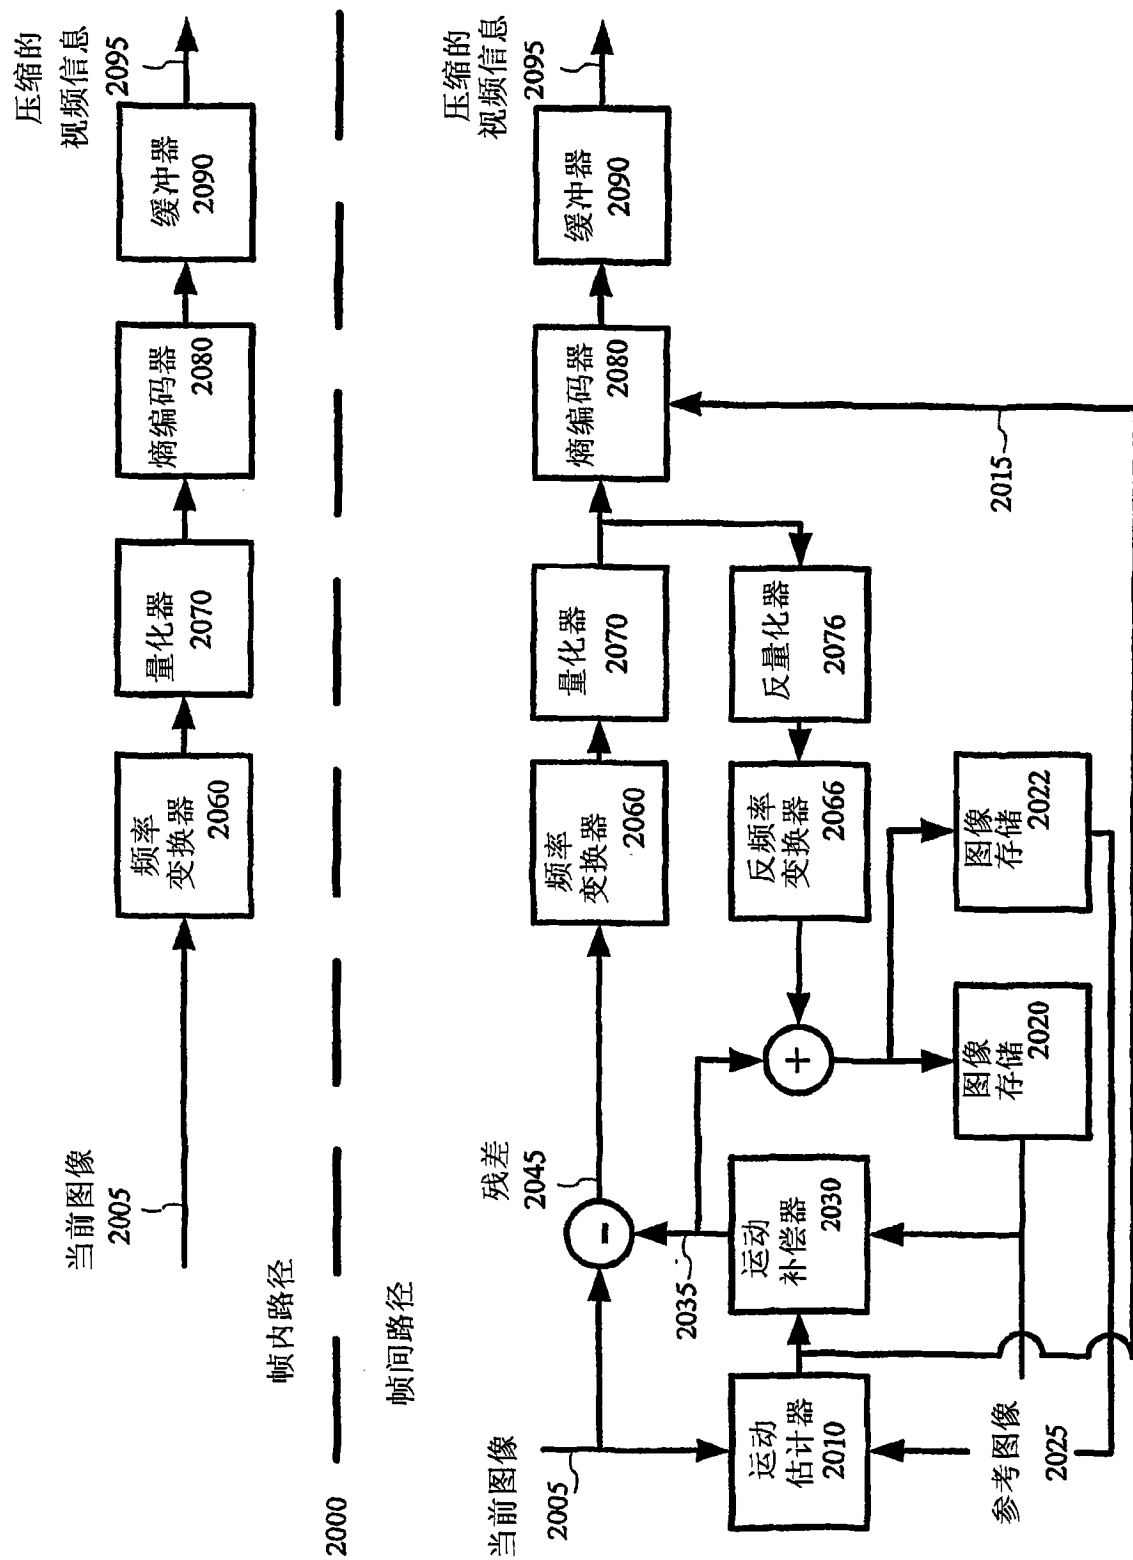 当前图像
2005
频率
变换器
2060
量化器
2070
熵编码器
2080
缓冲器
2090
压缩的
视频信息
2095
帧内路径
2000
帧间路径
当前图像
2005
残差
2045
频率
变换器
2060
量化器
2070
熵编码器
2080
缓冲器
2090
压缩的
视频信息
2095
2035
反频率
变换器
2066
反量化器
2076
运动
估计器
2010
运动
补偿器
2030
图像
存储
2020
图像
存储
2022
2015
参考图像
2025